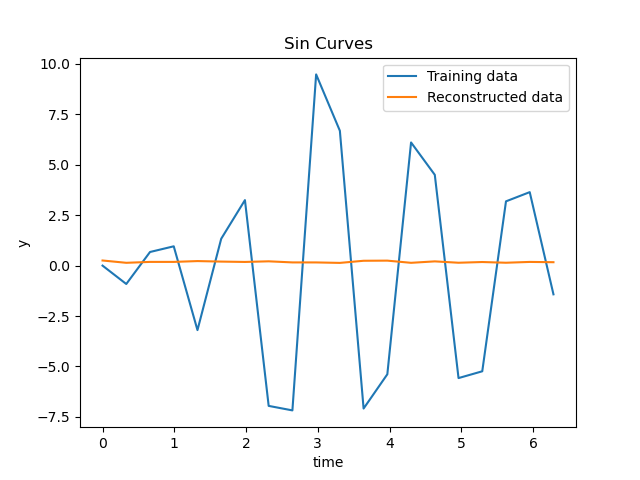 Sin Curves
Training data
Reconstructed data
10.0
7.5
5.0
2.5
0.0
−2.5
−5.0
−7.5
y
0 1 2 3 4 5 6
time